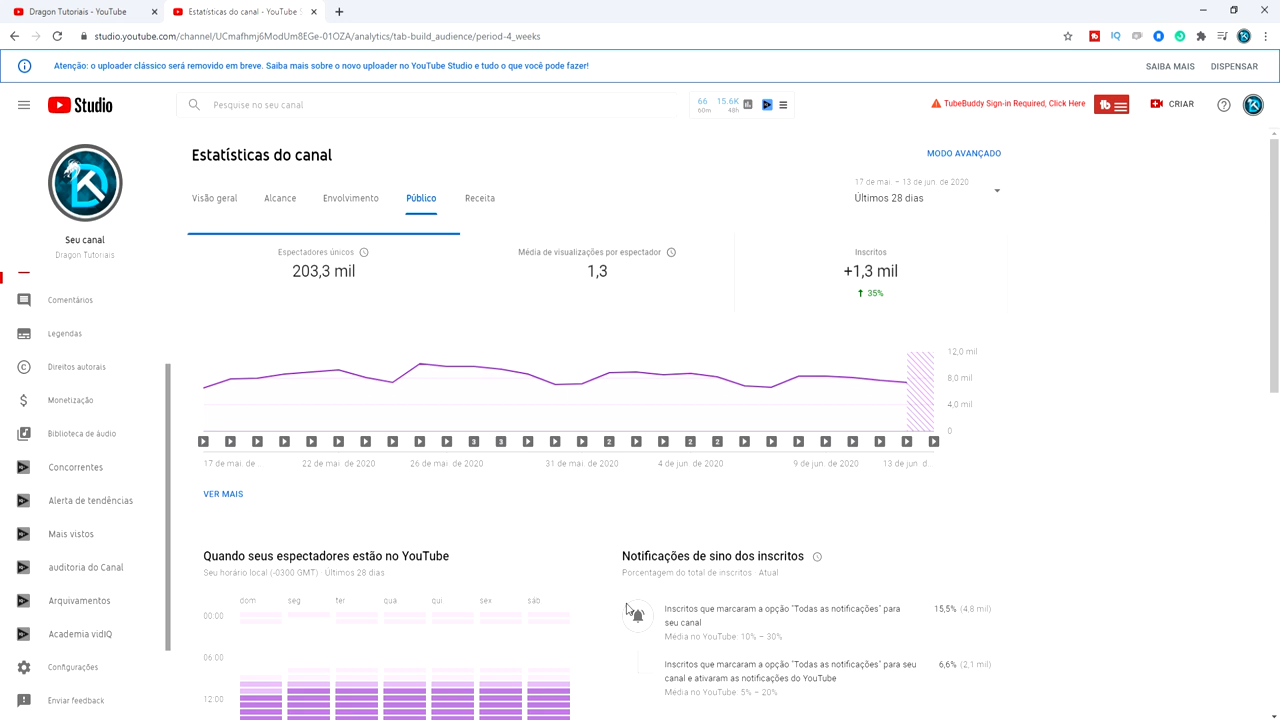 Dragon Tutoriais - YouTube
Estatísticas do canal - YouTube S
studio.youtube.com/channel/UCmafhmj6ModUm8EGe-01OZA/analytics/tab-build_audience/period-4_weeks
Atenção: o uploader clássico será removido em breve. Saiba mais sobre o novo uploader no YouTube Studio e tudo o que você pode fazer!
SAIBA MAIS
DISPENSAR
Studio
Pesquise no seu canal
66 15.6K
60m 48h
TubeBuddy Sign-in Required, Click Here
CRIAR
Seu canal
Dragon Tutoriais
Comentários
Legendas
Direitos autorais
Monetização
Biblioteca de áudio
Concorrentes
Alerta de tendências
Mais vistos
auditoria do Canal
Arquivamentos
Academia vidIQ
Configurações
Enviar feedback
Estatísticas do canal
MODO AVANÇADO
Visão geral
Alcance
Envolvimento
Público
Receita
17 de mai. – 13 de jun. de 2020
Últimos 28 dias
Espectadores únicos
203,3 mil
Média de visualizações por espectador
1,3
Inscritos
+1,3 mil
35%
12,0 mil
8,0 mil
4,0 mil
0
3 3 2 2 2
17 de mai. de ...
22 de mai. de 2020
26 de mai. de 2020
31 de mai. de 2020
4 de jun. de 2020
9 de jun. de 2020
13 de jun. d...
VER MAIS
Quando seus espectadores estão no YouTube
Seu horário local (-0300 GMT) · Últimos 28 dias
dom seg ter qua qui sex sáb.
00:00
06:00
12:00
Notificações de sino dos inscritos
Porcentagem do total de inscritos · Atual
Inscritos que marcaram a opção "Todas as notificações" para
seu canal
15,5% (4,8 mil)
Média no YouTube: 10% – 30%
Inscritos que marcaram a opção "Todas as notificações" para seu
canal e ativaram as notificações do YouTube
6,6% (2,1 mil)
Média no YouTube: 5% – 20%